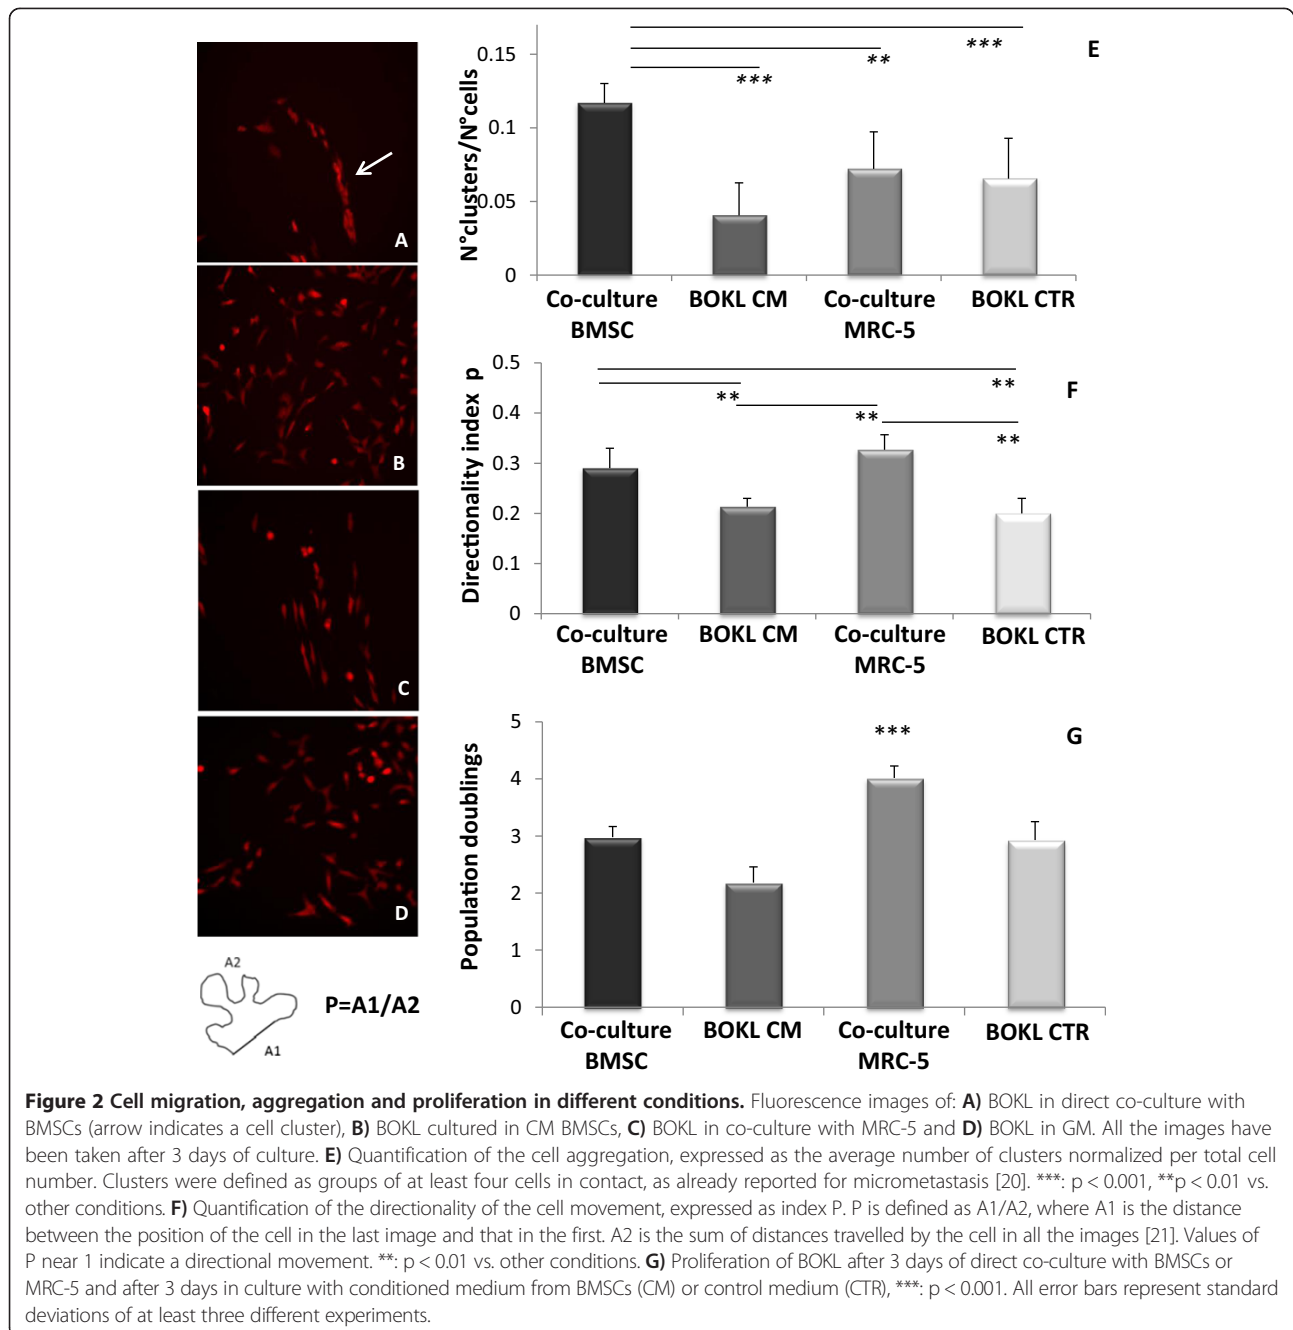 A
B
C
D
A2
A1
P=A1/A2
E
N°clusters/N°cells
0.15
0.1
0.05
0
***
**
***
Co-culture BMSC
BOKL CM
Co-culture MRC-5
BOKL CTR
F
Directionality index p
0.5
0.4
0.3
0.2
0.1
0
**
**
**
**
Co-culture BMSC
BOKL CM
Co-culture MRC-5
BOKL CTR
G
Population doublings
5
4
3
2
1
0
***
Co-culture BMSC
BOKL CM
Co-culture MRC-5
BOKL CTR
Figure 2 Cell migration, aggregation and proliferation in different conditions. Fluorescence images of: A) BOKL in direct co-culture with
BMSCs (arrow indicates a cell cluster), B) BOKL cultured in CM BMSCs, C) BOKL in co-culture with MRC-5 and D) BOKL in GM. All the images have
been taken after 3 days of culture. E) Quantification of the cell aggregation, expressed as the average number of clusters normalized per total cell
number. Clusters were defined as groups of at least four cells in contact, as already reported for micrometastasis [20]. ***: p < 0.001, **p < 0.01 vs.
other conditions. F) Quantification of the directionality of the cell movement, expressed as index P. P is defined as A1/A2, where A1 is the distance
between the position of the cell in the last image and that in the first. A2 is the sum of distances travelled by the cell in all the images [21]. Values of
P near 1 indicate a directional movement. **: p < 0.01 vs. other conditions. G) Proliferation of BOKL after 3 days of direct co-culture with BMSCs or
MRC-5 and after 3 days in culture with conditioned medium from BMSCs (CM) or control medium (CTR), ***: p < 0.001. All error bars represent standard
deviations of at least three different experiments.